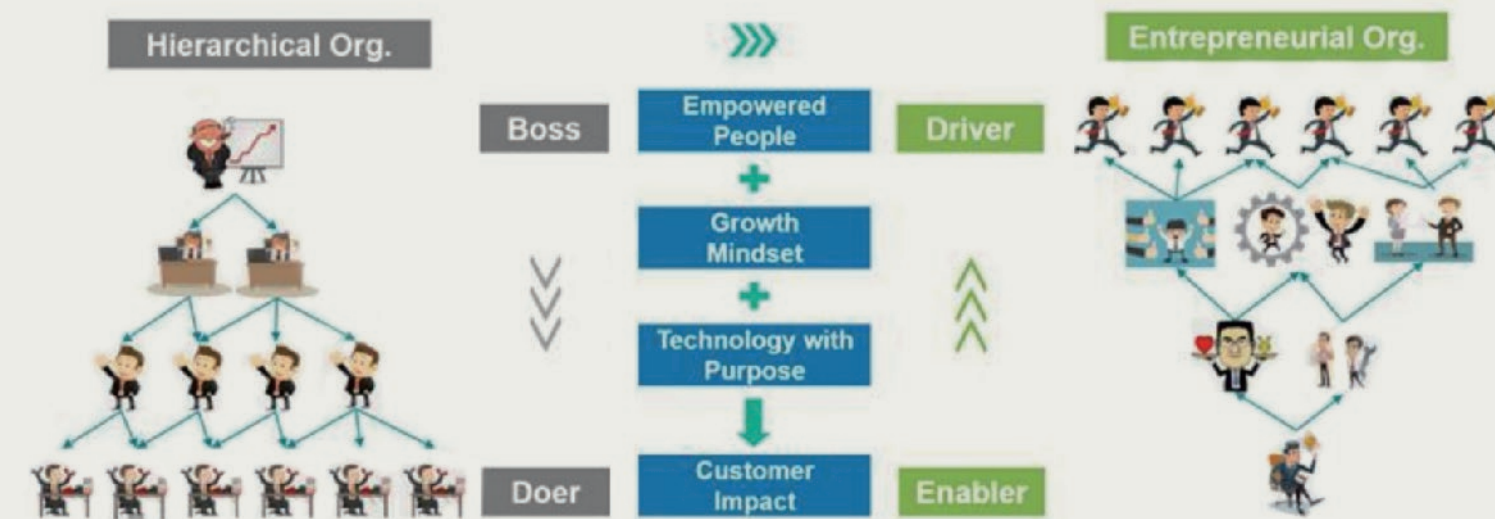 Hierarchical Org.
Entrepreneurial Org.
Boss
Empowered
People
Driver
Growth
Mindset
Technology with
Purpose
Doer
Customer
Impact
Enabler